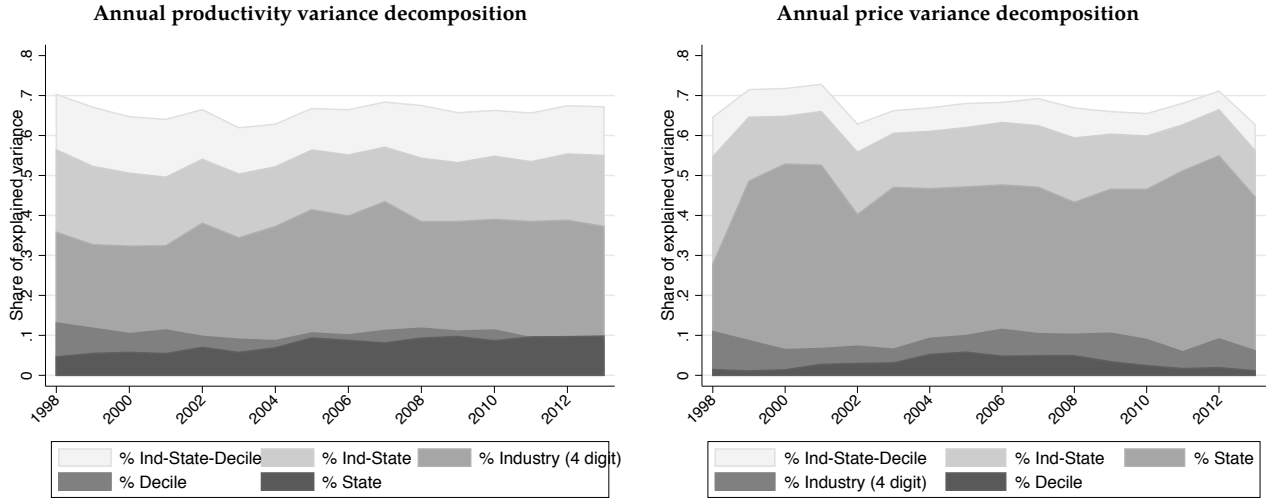 Annual productivity variance decomposition
Share of explained variance
.8
.7
.6
.5
.4
.3
.2
.1
0
1998
2000
2002
2004
2006
2008
2010
2012
% Ind-State-Decile
% Ind-State
% Industry (4 digit)
% Decile
% State
Annual price variance decomposition
Share of explained variance
.8
.7
.6
.5
.4
.3
.2
.1
0
1998
2000
2002
2004
2006
2008
2010
2012
% Ind-State-Decile
% Ind-State
% State
% Industry (4 digit)
% Decile